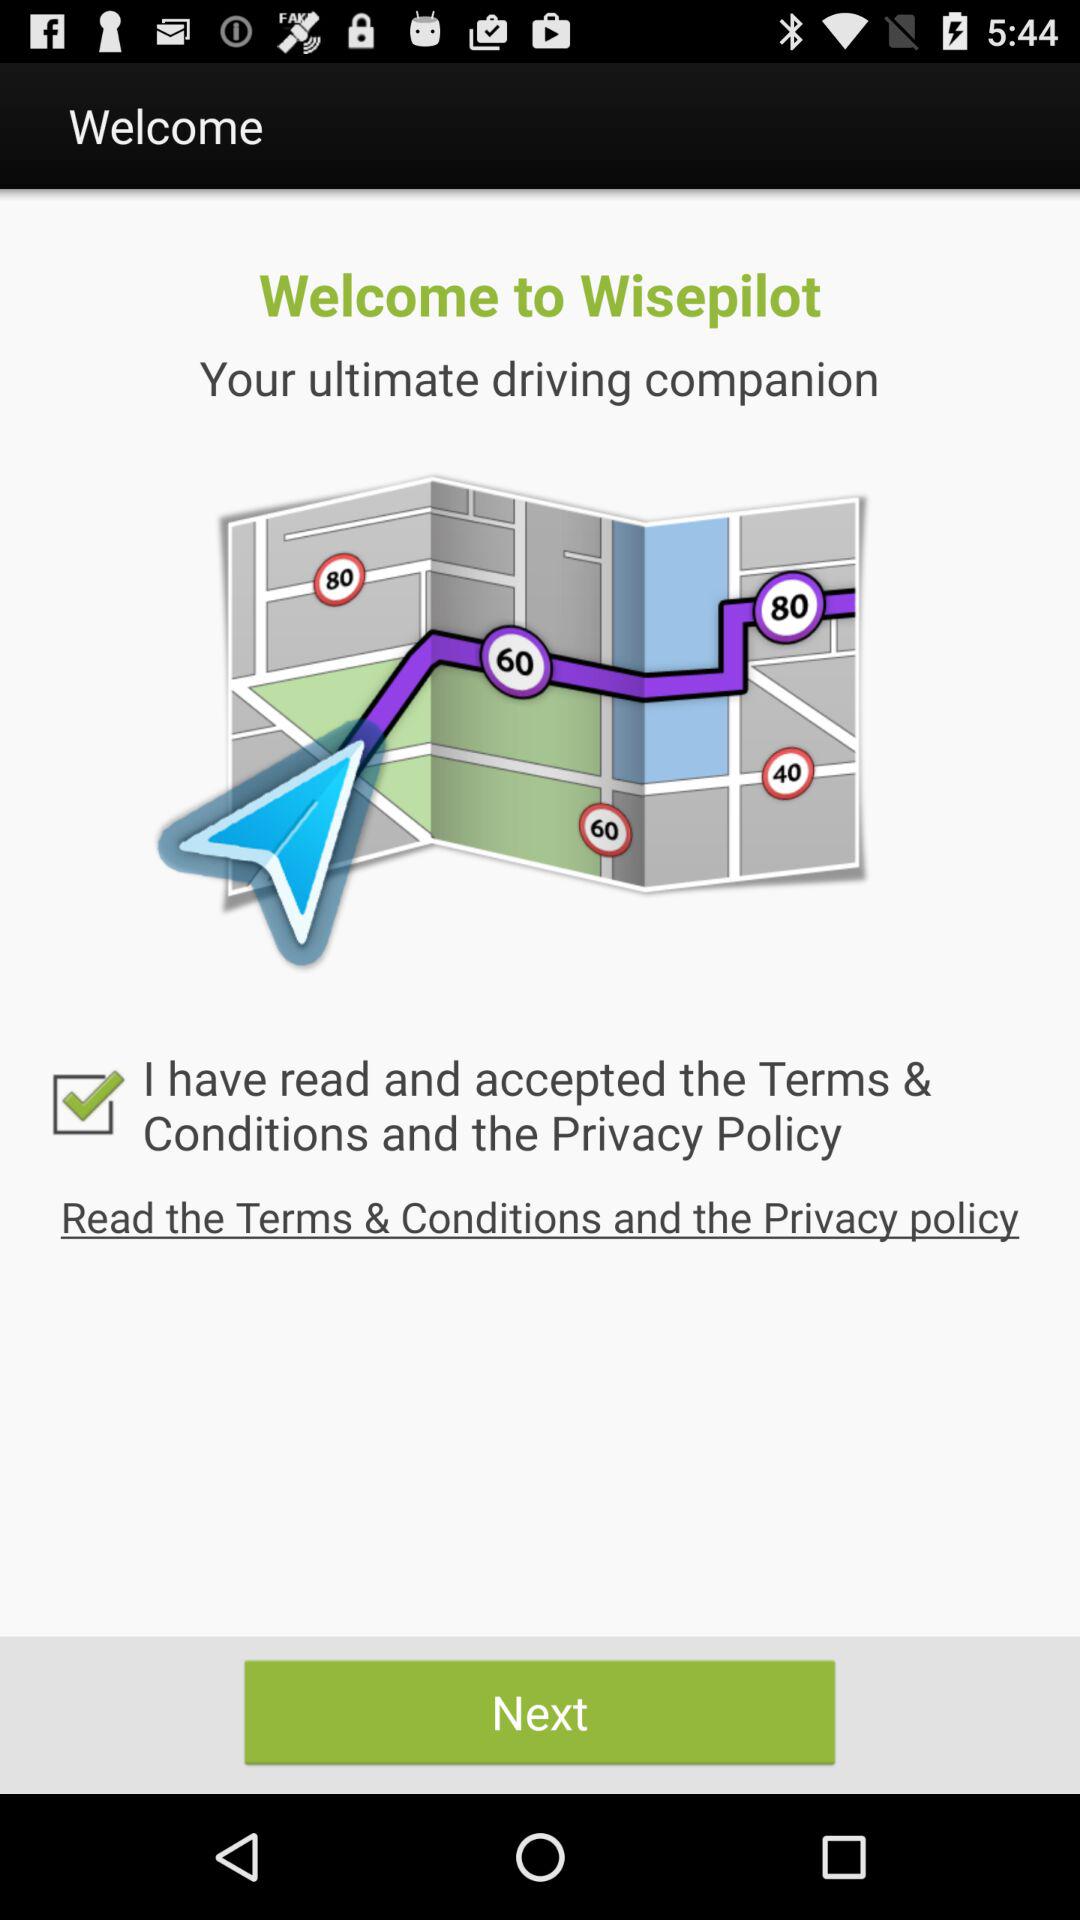 FAKE
5:44
Welcome
Welcome to Wisepilot
Your ultimate driving companion
80
80
60
40
60
I have read and accepted the Terms &
Conditions and the Privacy Policy
Read the Terms & Conditions and the Privacy policy
Next